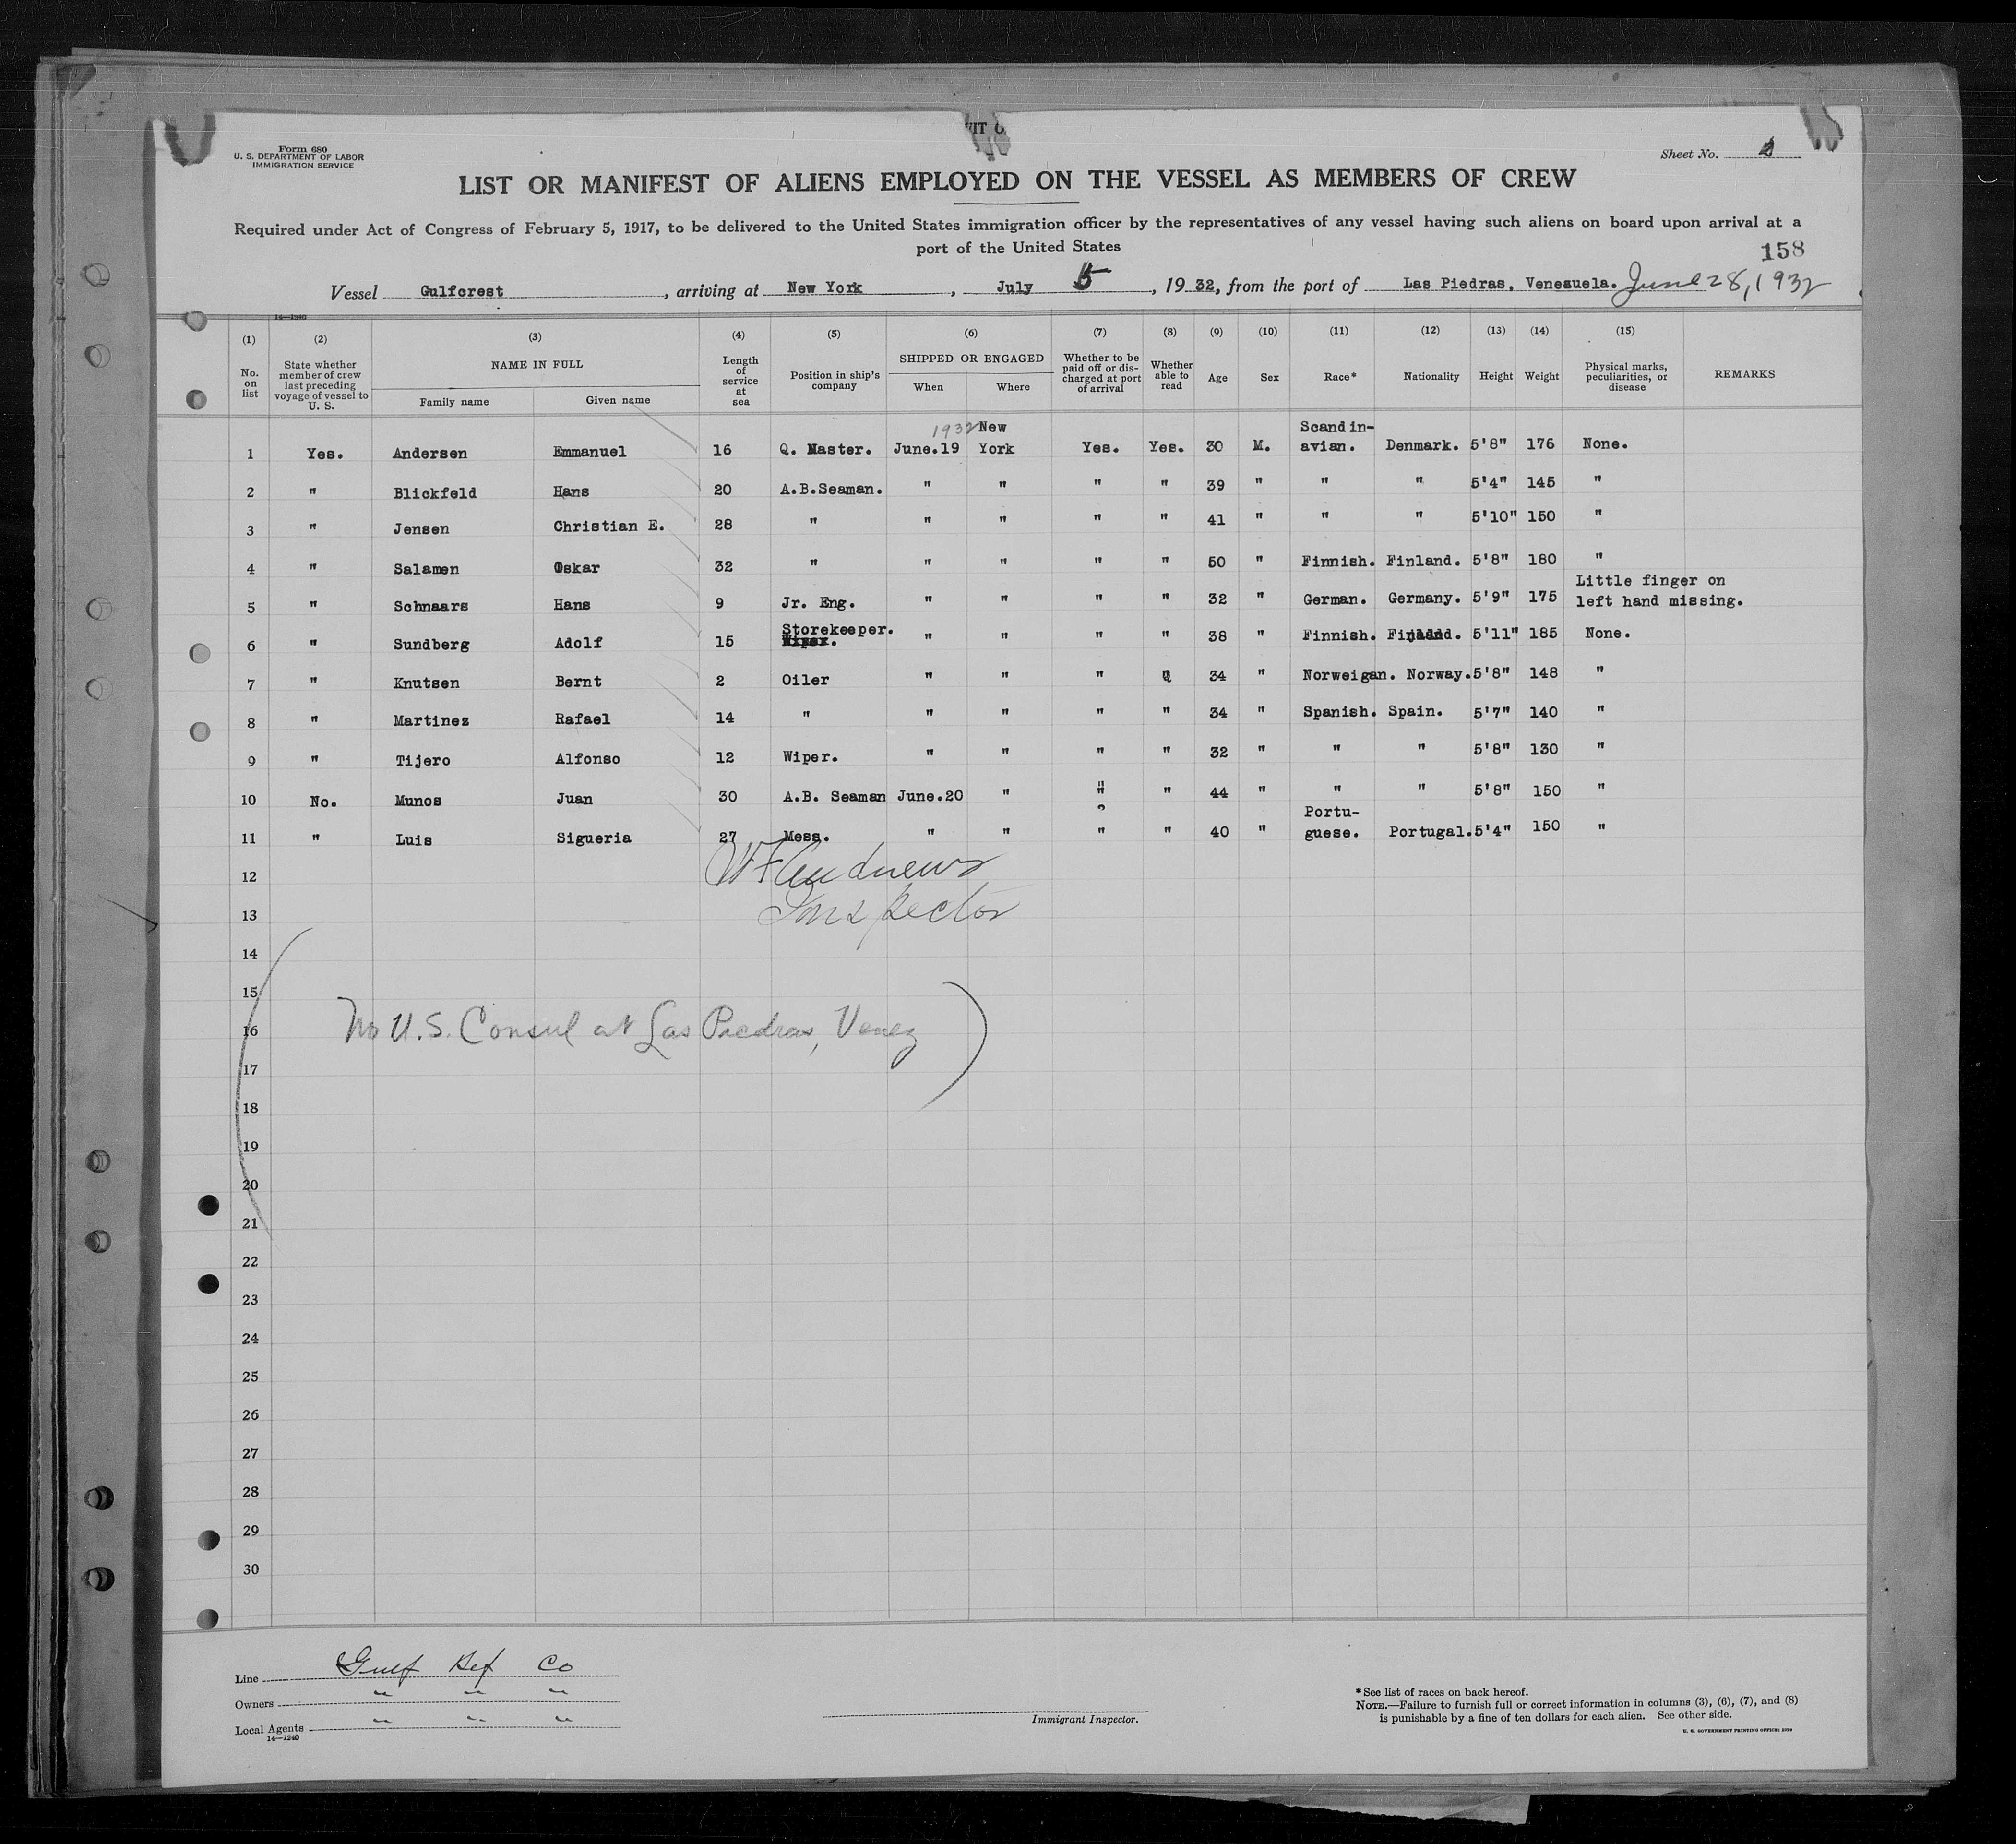 Form 680
U. S. DEPARTMENT OF LABOR
IMMIGRATION SERVICE
Sheet No.
LIST OR MANIFEST OF ALIENS EMPLOYED ON THE VESSEL AS MEMBERS OF CREW
Required under Act of Congress of February 5, 1917, to be delivered to the United States immigration officer by the representatives of any vessel having such aliens on board upon arrival at a
port of the United States
158
Vessel Gulfcrest, arriving at New York, July 5, 1932, from the port of Las Piedras, Venesuela. June 28, 1932
14—1240
(1) (2) (3) (4) (5) (6) (7) (8) (9) (10) (11) (12) (13) (14) (15)
No. on list
State whether member of crew last preceding voyage of vessel to U. S.
NAME IN FULL
Family name
Given name
Length of service at sea
Position in ship's company
SHIPPED OR ENGAGED
When
Where
Whether to be paid off or discharged at port of arrival
Whether able to read
Age
Sex
Race*
Nationality
Height
Weight
Physical marks, peculiarities, or disease
REMARKS
1 Yes. Andersen Emmanuel 16 Q. Master. 1932 June.19 New York Yes. Yes. 30 M. Scandin-avian. Denmark. 5'8" 176 None.
2 " Blickfeld Hans 20 A.B.Seaman. " " " " 39 " " " 5'4" 145 "
3 " Jensen Christian E. 28 " " " " " 41 " " " 5'10" 150 "
4 " Salamen Oskar 32 " " " " " 50 " Finnish. Finland. 5'8" 180 "
5 " Schnaars Hans 9 Jr. Eng. " " " " 32 " German. Germany. 5'9" 175 Little finger on left hand missing.
6 " Sundberg Adolf 15 Storekeeper. Wiper. " " " " 38 " Finnish. Finland. 5'11" 185 None.
7 " Knutsen Bernt 2 Oiler " " " " 34 " Norweigan. Norway. 5'8" 148 "
8 " Martinez Rafael 14 " " " " " 34 " Spanish. Spain. 5'7" 140 "
9 " Tijero Alfonso 12 Wiper. " " " " 32 " " " 5'8" 130 "
10 No. Munos Juan 30 A.B. Seaman June.20 " " " 44 " " " 5'8" 150 "
11 " Luis Sigueria 27 Mess. " " " " 40 " Portu-guese. Portugal. 5'4" 150 "
12 W F Andrews
13 Inspector
14
15
16 No U.S. Consul at Las Piedras, Venez
17
18
19
20
21
22
23
24
25
26
27
28
29
30
Line Gulf Ref Co
Owners " " "
Local Agents " " "
14—1240
Immigrant Inspector.
*See list of races on back hereof.
NOTE.—Failure to furnish full or correct information in columns (3), (6), (7), and (8)
is punishable by a fine of ten dollars for each alien. See other side.